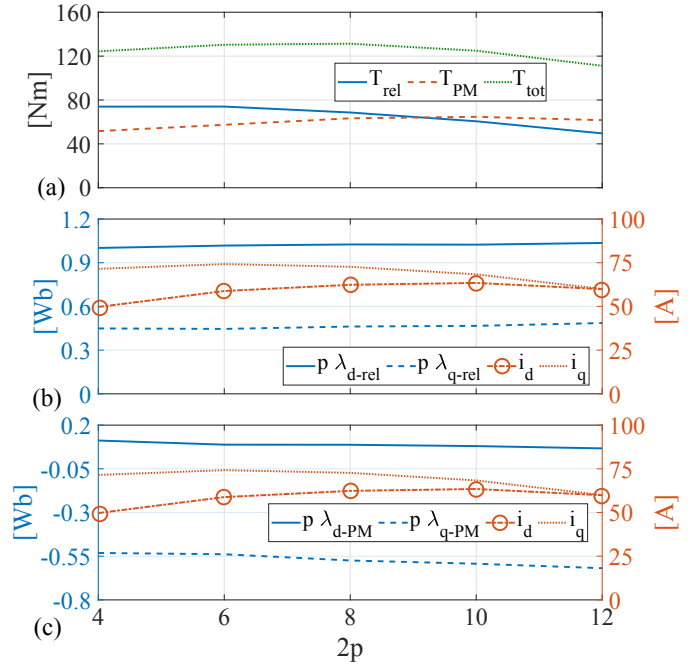 160
120
80
40
0
[Nm]
T_rel T_PM T_tot
(a)
1.2
0.9
0.6
0.3
0
[Wb]
100
75
50
25
0
[A]
p λ_d-rel p λ_q-rel i_d i_q
(b)
0.2
-0.05
-0.3
-0.55
-0.8
[Wb]
100
75
50
25
0
[A]
p λ_d-PM p λ_q-PM i_d i_q
(c)
4 6 8 10 12
2p